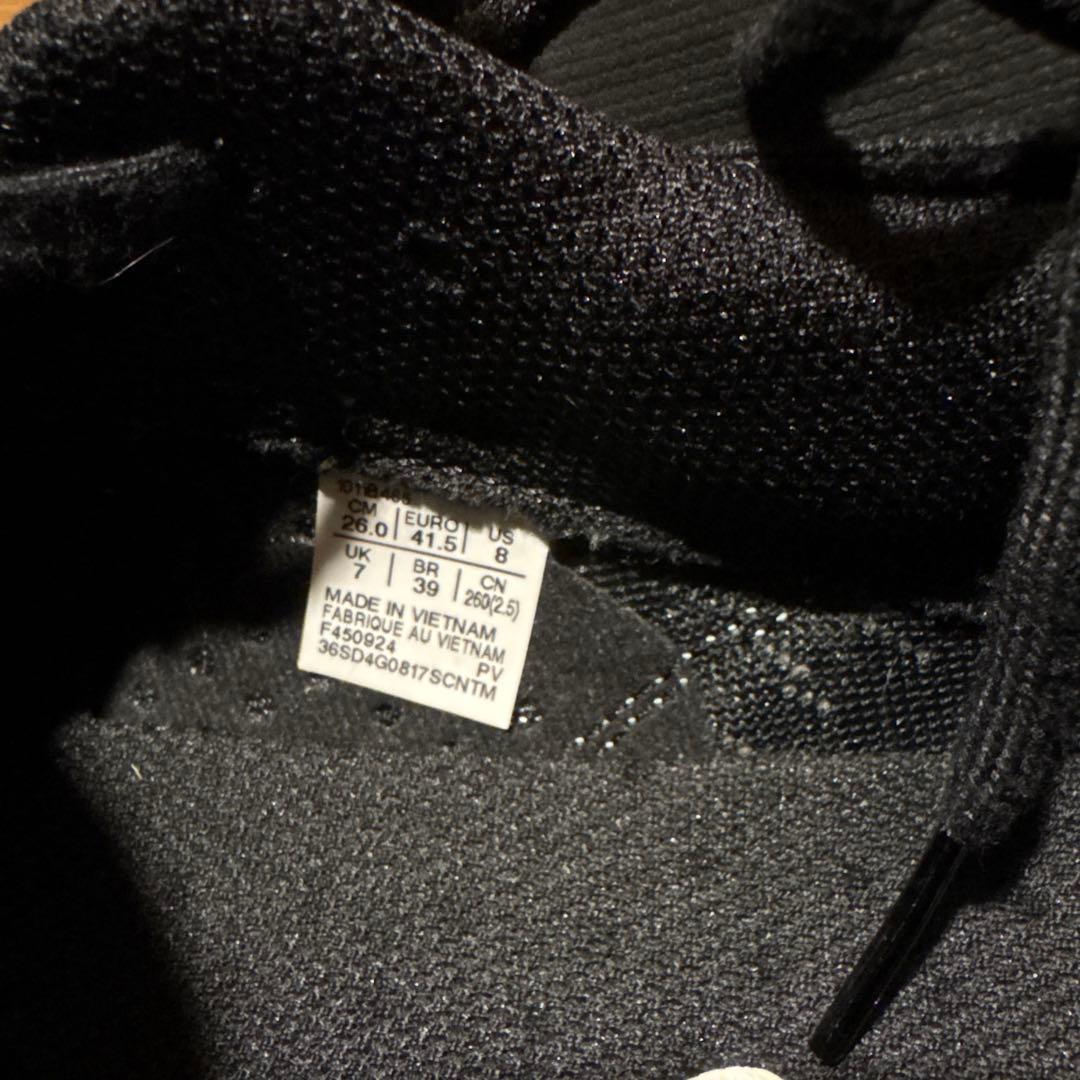 CM | EURO | US
26.0 | 41.5 | 8
UK | BR | CN
7 | 39 | 260(2.5)
MADE IN VIETNAM
FABRIQUE AU VIETNAM
F450924 PV
36SD4G0817SCNTM